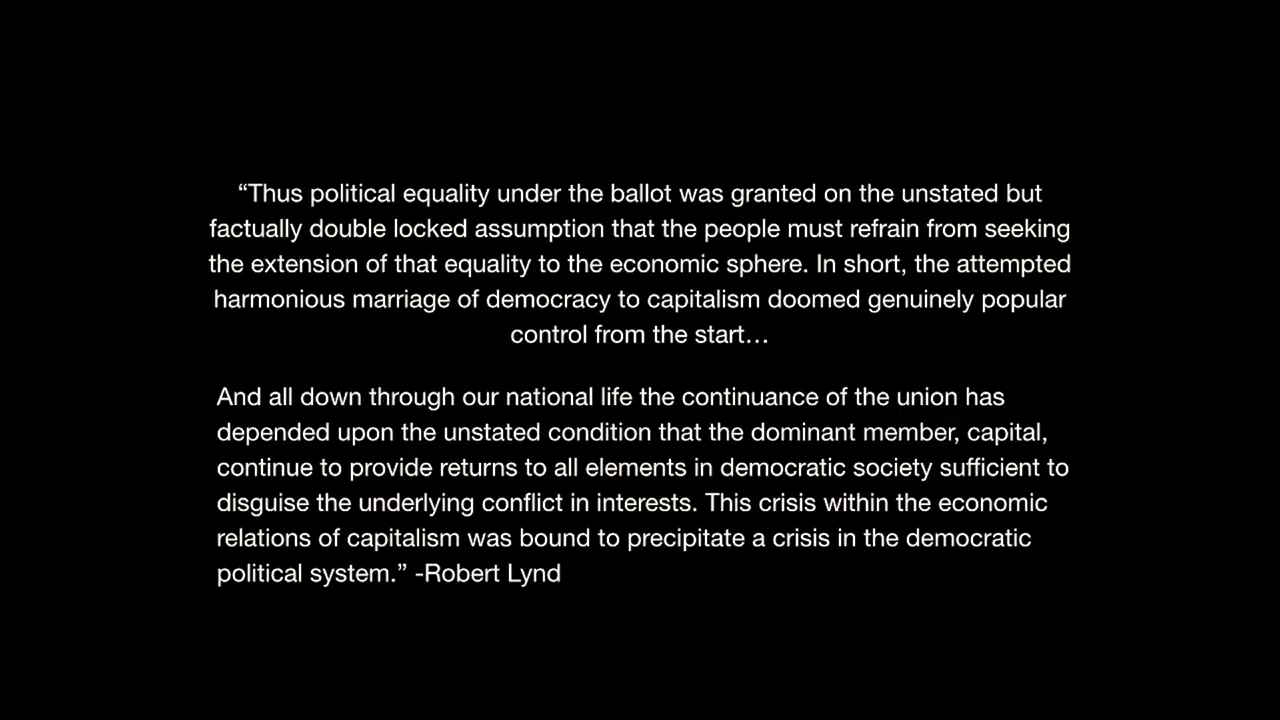 “Thus political equality under the ballot was granted on the unstated but
factually double locked assumption that the people must refrain from seeking
the extension of that equality to the economic sphere. In short, the attempted
harmonious marriage of democracy to capitalism doomed genuinely popular
control from the start…
And all down through our national life the continuance of the union has
depended upon the unstated condition that the dominant member, capital,
continue to provide returns to all elements in democratic society sufficient to
disguise the underlying conflict in interests. This crisis within the economic
relations of capitalism was bound to precipitate a crisis in the democratic
political system.” -Robert Lynd